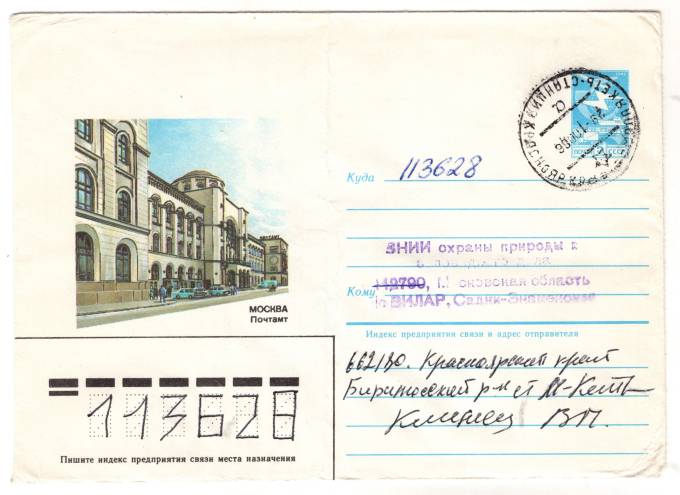 МОСКВА
Почтамт
Куда 113628
ВНИИ охраны природы и
142790, Московская область
Кому
п/о ВИЛАР, Садки-Знаменское
Индекс предприятия связи и адрес отправителя
662180. Красноярский край
Бирилюсский р-н ст
В П.
113628
Пишите индекс предприятия связи места назначения